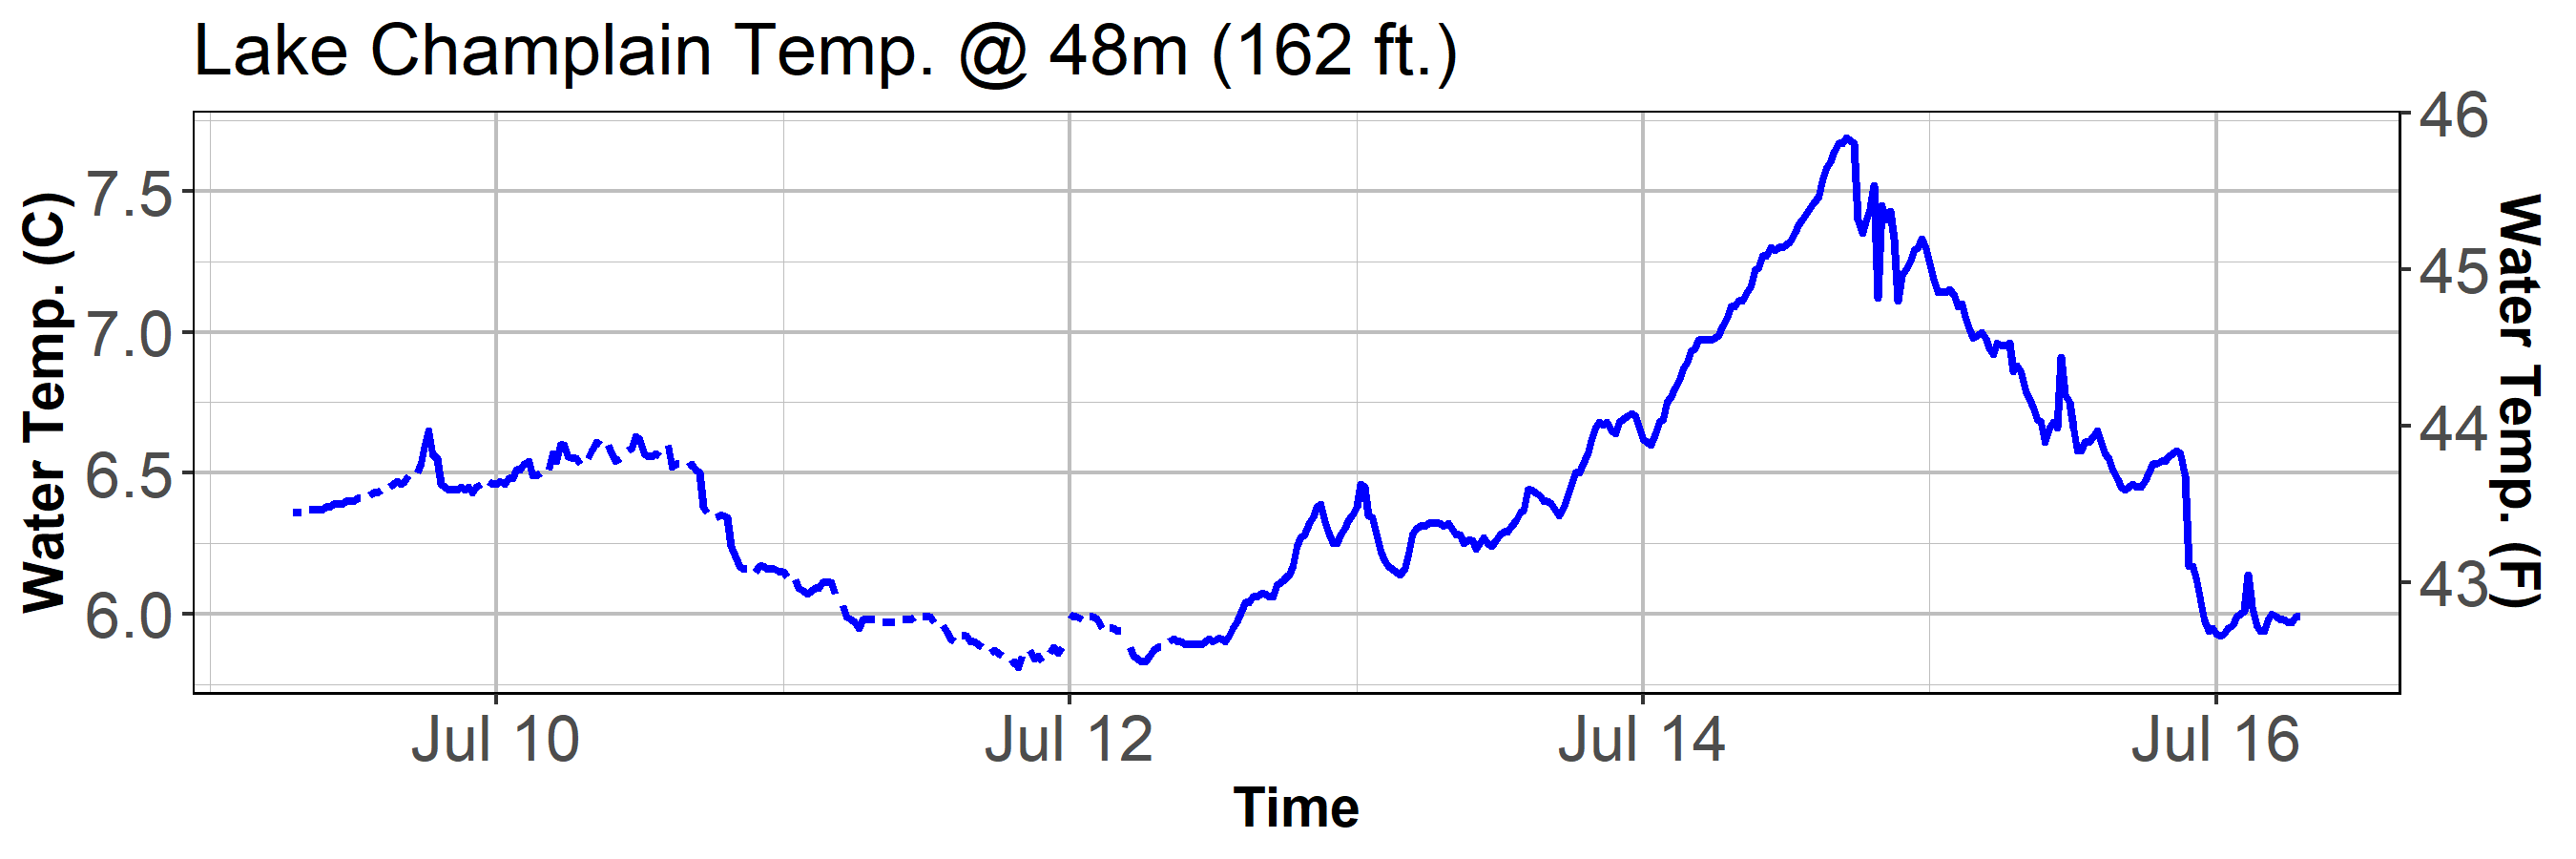 Lake Champlain Temp. @ 48m (162 ft.)
Water Temp. (C)
7.5
7.0
6.5
6.0
46
45
44
43
Water Temp. (F)
Jul 10 Jul 12 Jul 14 Jul 16
Time